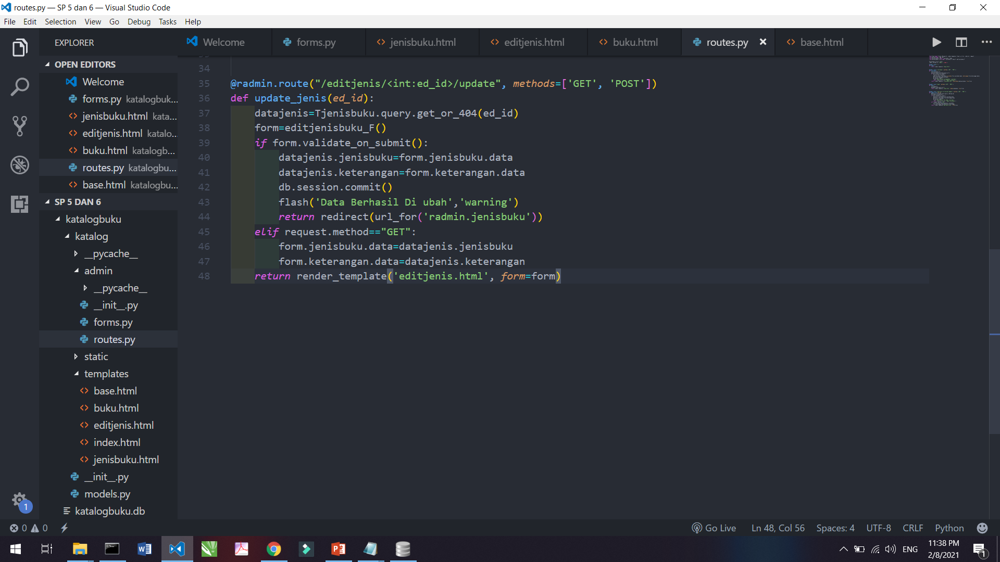 routes.py — SP 5 dan 6 — Visual Studio Code
File Edit Selection View Go Debug Tasks Help
EXPLORER
OPEN EDITORS
Welcome
forms.py katalogbuk...
jenisbuku.html kata...
editjenis.html katalo...
buku.html katalogb...
routes.py katalogbu...
base.html katalogbu...
SP 5 DAN 6
katalogbuku
katalog
__pycache__
admin
__pycache__
__init__.py
forms.py
routes.py
static
templates
base.html
buku.html
editjenis.html
index.html
jenisbuku.html
__init__.py
models.py
katalogbuku.db
Welcome forms.py jenisbuku.html editjenis.html buku.html routes.py base.html
34
35 @radmin.route("/editjenis/<int:ed_id>/update", methods=['GET', 'POST'])
36 def update_jenis(ed_id):
37 datajenis=Tjenisbuku.query.get_or_404(ed_id)
38 form=editjenisbuku_F()
39 if form.validate_on_submit():
40 datajenis.jenisbuku=form.jenisbuku.data
41 datajenis.keterangan=form.keterangan.data
42 db.session.commit()
43 flash('Data Berhasil Di ubah','warning')
44 return redirect(url_for('radmin.jenisbuku'))
45 elif request.method=="GET":
46 form.jenisbuku.data=datajenis.jenisbuku
47 form.keterangan.data=datajenis.keterangan
48 return render_template('editjenis.html', form=form)
1
0 0
Go Live Ln 48, Col 56 Spaces: 4 UTF-8 CRLF Python
ENG
11:38 PM
2/8/2021
1